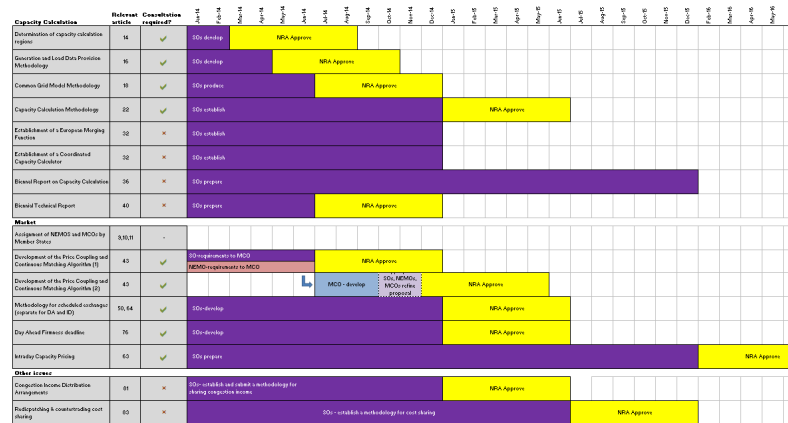 Capacity Calculation
Relevant article
Consultation required?
Jan-14 Feb-14 Mar-14 Apr-14 May-14 Jun-14 Jul-14 Aug-14 Sep-14 Oct-14 Nov-14 Dec-14 Jan-15 Feb-15 Mar-15 Apr-15 May-15 Jun-15 Jul-15 Aug-15 Sep-15 Oct-15 Nov-15 Dec-15 Jan-16 Feb-16 Mar-16 Apr-16 May-16
Determination of capacity calculation
regions
14
SOs develop
NRA Approve
Generation and Load Data Provision
Methodology
16
SOs develop
NRA Approve
Common Grid Model Methodology
18
SOs produce
NRA Approve
Capacity Calculation Methodology
22
SOs establish
NRA Approve
Establishment of a European Merging
Function
32
SOs establish
Establishment of a Coordinated
Capacity Calculator
32
SOs establish
Biennial Report on Capacity Calculation
36
SOs prepare
Biennial Technical Report
40
SOs prepare
NRA Approve
Market
Assignment of NEMOS and MCOs by
Member States
9,10,11
-
Development of the Price Coupling and
Continuous Matching Algorithm (1)
43
SO-requirements to MCO
NEMO-requirements to MCO
NRA Approve
Development of the Price Coupling and
Continuous Matching Algorithm (2)
43
MCO - develop
SOs, NEMOs,
MCOs refine
proposal
NRA Approve
Methodology for scheduled exchanges
(separate for DA and ID)
50, 64
SOs-develop
NRA Approve
Day Ahead Firmness deadline
76
SOs-develop
NRA Approve
Intraday Capacity Pricing
63
SOs prepare
NRA Approve
Other issues
Congestion Income Distribution
Arrangements
81
SOs- establish and submit a methodology for
sharing congestion income
NRA Approve
Redispatching & countertrading cost
sharing
83
SOs - establish a methodology for cost sharing
NRA Approve